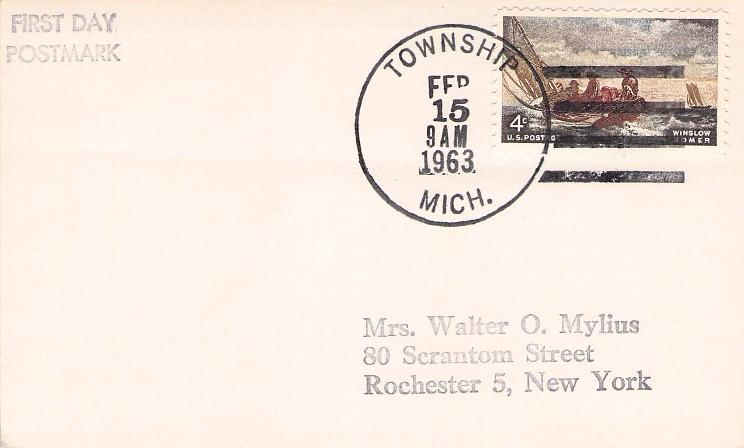 FIRST DAY
POSTMARK
TOWNSHIP
FEB
15
9AM
1963
MICH.
4c
U.S. POSTAG
WINSLOW
HOMER
Mrs. Walter O. Mylius
80 Scrantom Street
Rochester 5, New York